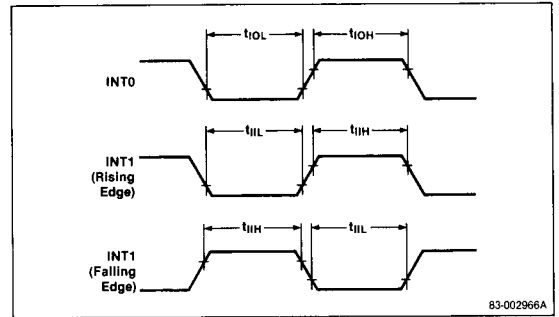 tIOL tIOH
INT0
tIIL tIIH
INT1
(Rising
Edge)
tIIH tIIL
INT1
(Falling
Edge)
83-002966A